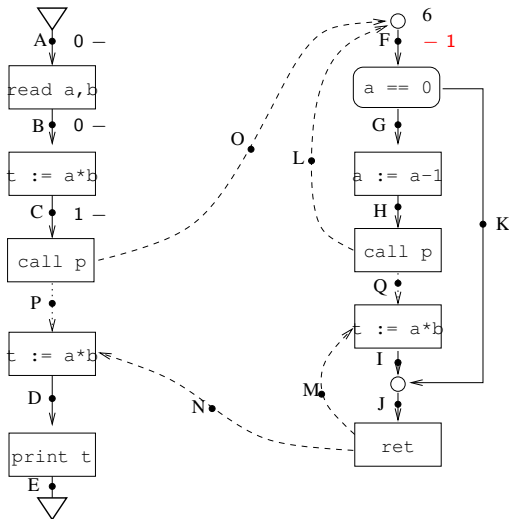 A 0 –
read a,b
B 0 –
t := a*b
C 1 –
call p
P
t := a*b
D
print t
E
O
N
6
F – 1
a == 0
G
a := a-1
H
call p
Q
t := a*b
I
J
ret
L
M
K